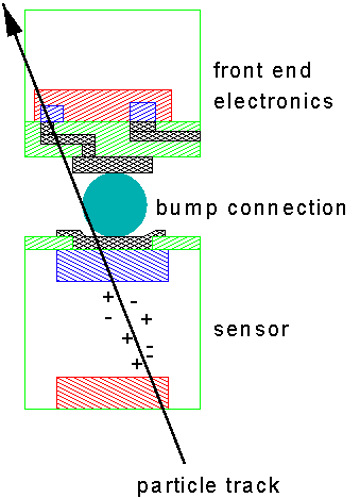 front end
electronics
bump connection
+ -
- +
+ -
-
+
sensor
particle track